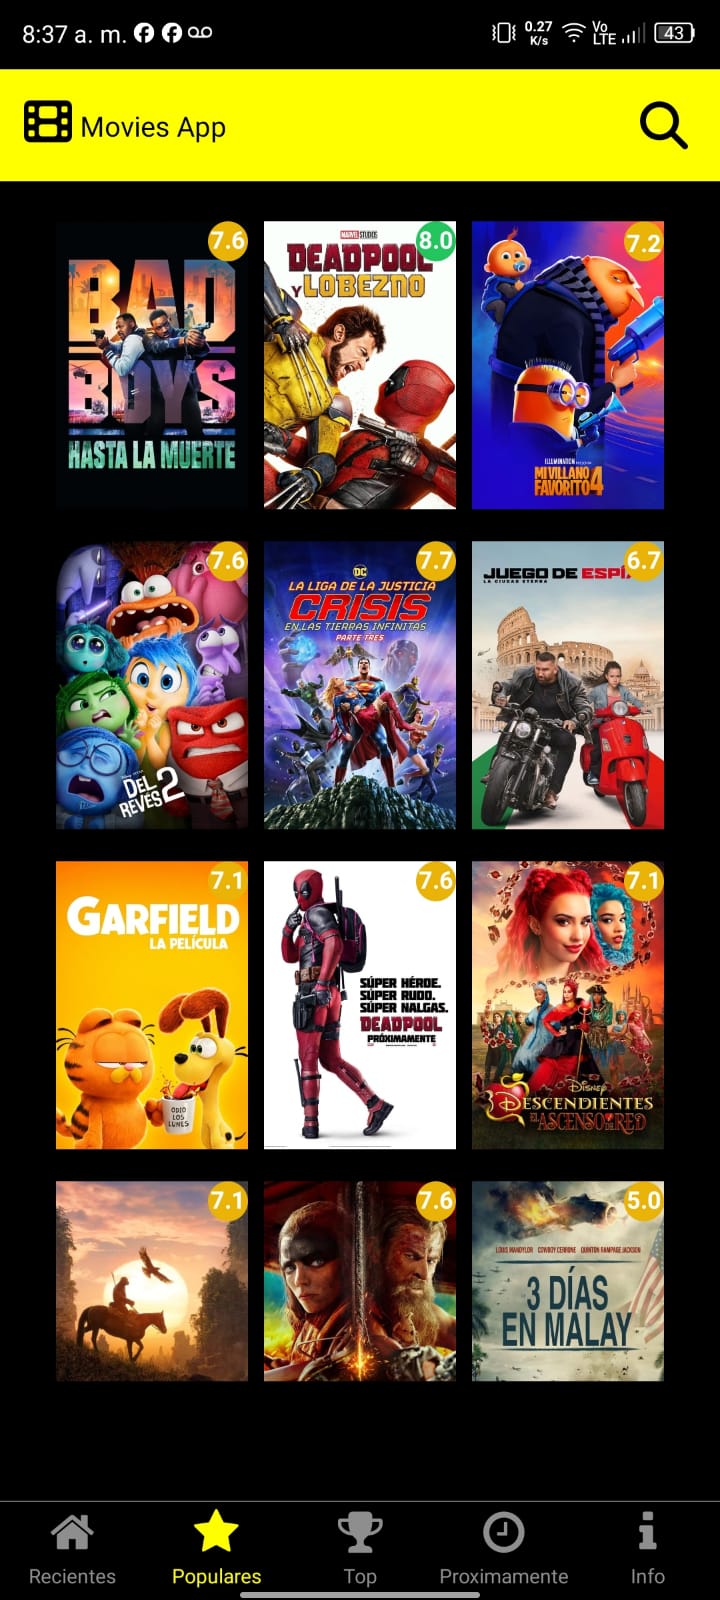 8:37 a. m.
0.27
K/s
Vo
LTE
43
Movies App
7.6
BAD
BOYS
HASTA LA MUERTE
8.0
MARVEL STUDIOS
DEADPOOL
Y LOBEZNO
7.2
ILLUMINATION
MI VILLANO
FAVORITO 4
7.6
DEL
REVÉS 2
7.7
DC
LA LIGA DE LA JUSTICIA
CRISIS
EN LAS TIERRAS INFINITAS
PARTE TRES
6.7
JUEGO DE ESPÍ
LA CIUDAD ETERNA
7.1
GARFIELD
LA PELÍCULA
ODIO
LOS
LUNES
7.6
SÚPER HÉROE.
SÚPER RUDO.
SÚPER NALGAS.
DEADPOOL
PRÓXIMAMENTE
7.1
Disney
DESCENDIENTES
EL ASCENSO DE RED
7.1
7.6
5.0
LOUIS MANDYLOR COWBOY CERRONE QUINTON RAMPAGE JACKSON
3 DÍAS
EN MALAY
Recientes
Populares
Top
Proximamente
Info